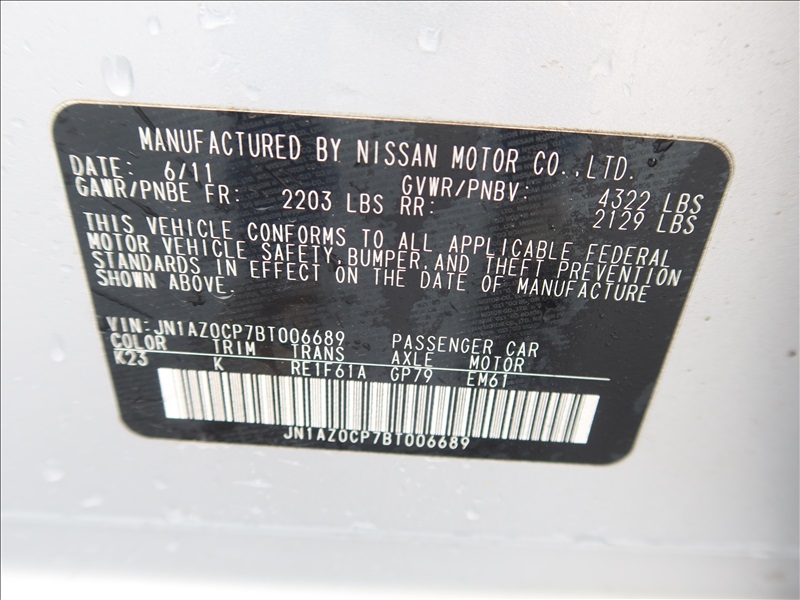 MANUFACTURED BY NISSAN MOTOR CO.,LTD.
DATE: 6/11 GVWR/PNBV: 4322 LBS
GAWR/PNBE FR: 2203 LBS RR: 2129 LBS
THIS VEHICLE CONFORMS TO ALL APPLICABLE FEDERAL
MOTOR VEHICLE SAFETY,BUMPER,AND THEFT PREVENTION
STANDARDS IN EFFECT ON THE DATE OF MANUFACTURE
SHOWN ABOVE.
VIN:JN1AZ0CP7BT006689 PASSENGER CAR
COLOR TRIM TRANS AXLE MOTOR
K23 K RE1F61A GP79 EM61
JN1AZ0CP7BT006689